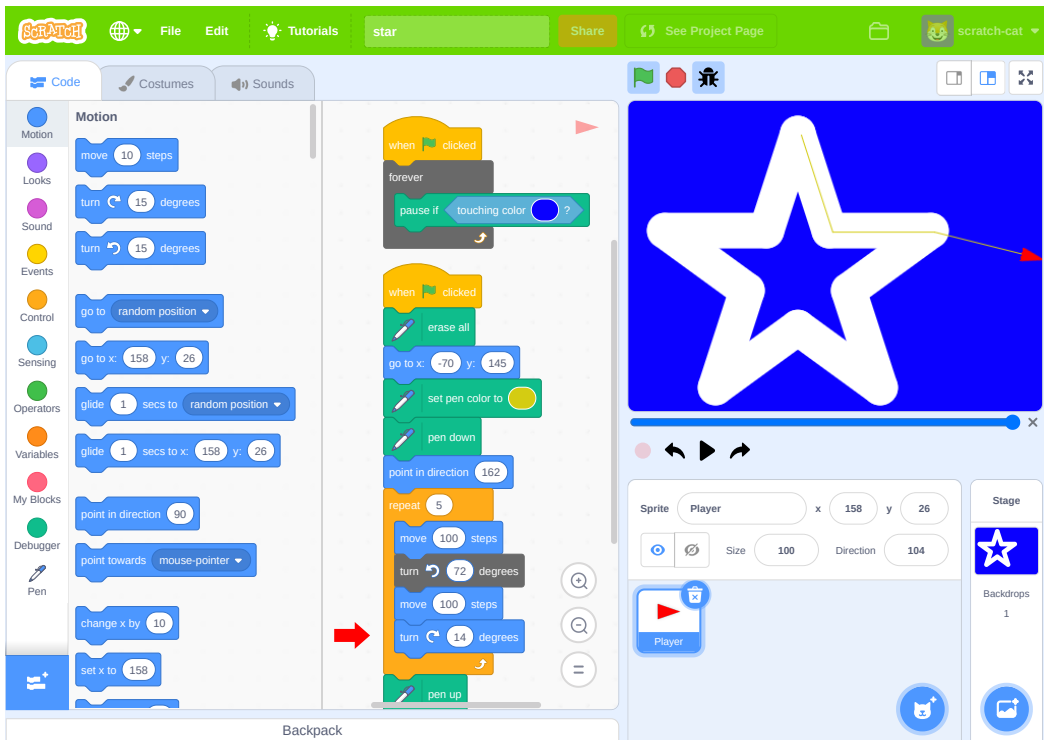 SCRATCH File Edit Tutorials star Share See Project Page scratch-cat
Code Costumes Sounds
Motion
Looks
Sound
Events
Control
Sensing
Operators
Variables
My Blocks
Debugger
Pen
Motion
move 10 steps
turn 15 degrees
turn 15 degrees
go to random position
go to x: 158 y: 26
glide 1 secs to random position
glide 1 secs to x: 158 y: 26
point in direction 90
point towards mouse-pointer
change x by 10
set x to 158
when clicked
forever
pause if touching color ?
when clicked
erase all
go to x: -70 y: 145
set pen color to
pen down
point in direction 162
repeat 5
move 100 steps
turn 72 degrees
move 100 steps
turn 14 degrees
pen up
Sprite Player x 158 y 26
Size 100 Direction 104
Player
Stage
Backdrops
1
Backpack